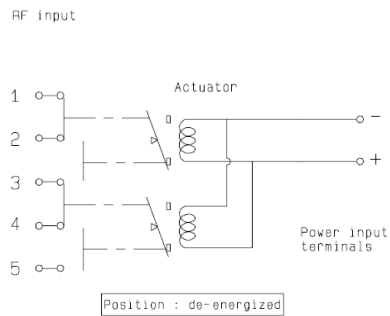 RF input
Actuator
1
2
3
4
5
-
+
Power input
terminals
Position : de-energized